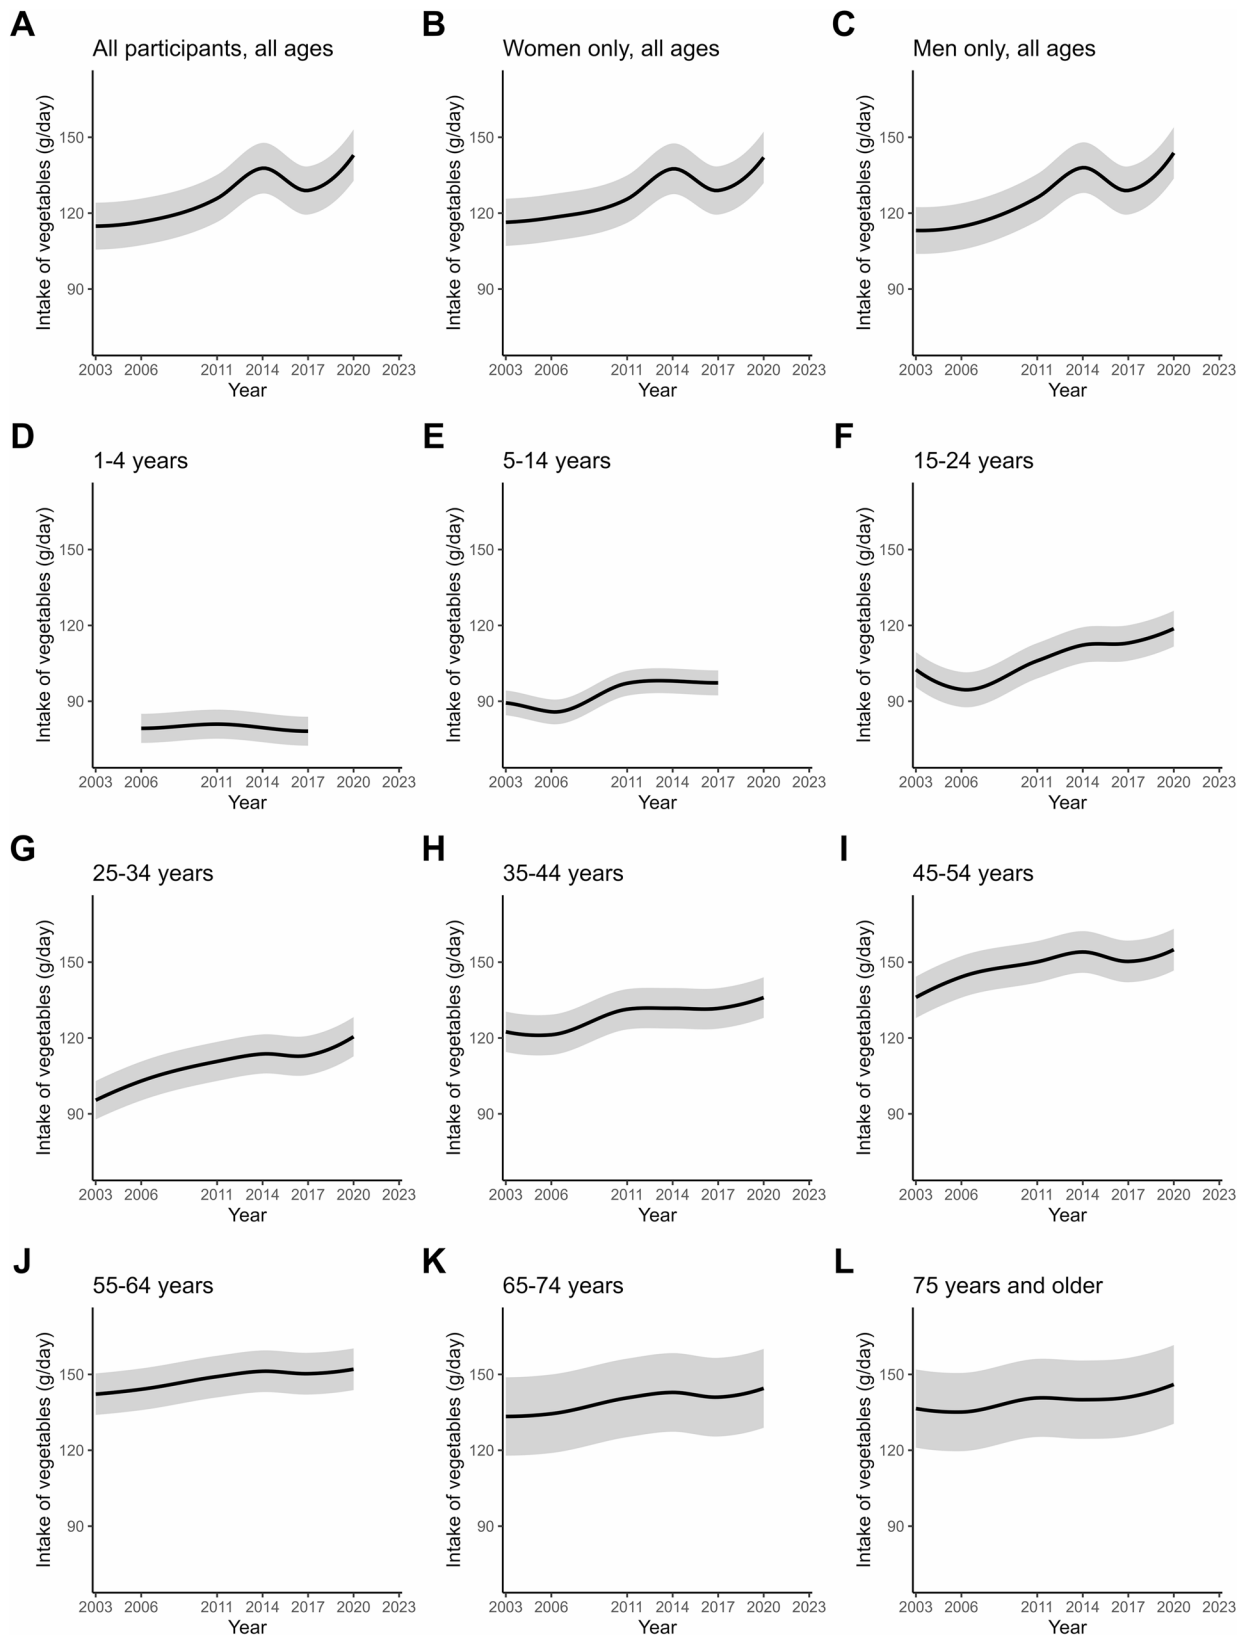 A
All participants, all ages
Intake of vegetables (g/day)
150
120
90
2003 2006 2011 2014 2017 2020 2023
Year
B
Women only, all ages
Intake of vegetables (g/day)
150
120
90
2003 2006 2011 2014 2017 2020 2023
Year
C
Men only, all ages
Intake of vegetables (g/day)
150
120
90
2003 2006 2011 2014 2017 2020 2023
Year
D
1-4 years
Intake of vegetables (g/day)
150
120
90
2003 2006 2011 2014 2017 2020 2023
Year
E
5-14 years
Intake of vegetables (g/day)
150
120
90
2003 2006 2011 2014 2017 2020 2023
Year
F
15-24 years
Intake of vegetables (g/day)
150
120
90
2003 2006 2011 2014 2017 2020 2023
Year
G
25-34 years
Intake of vegetables (g/day)
150
120
90
2003 2006 2011 2014 2017 2020 2023
Year
H
35-44 years
Intake of vegetables (g/day)
150
120
90
2003 2006 2011 2014 2017 2020 2023
Year
I
45-54 years
Intake of vegetables (g/day)
150
120
90
2003 2006 2011 2014 2017 2020 2023
Year
J
55-64 years
Intake of vegetables (g/day)
150
120
90
2003 2006 2011 2014 2017 2020 2023
Year
K
65-74 years
Intake of vegetables (g/day)
150
120
90
2003 2006 2011 2014 2017 2020 2023
Year
L
75 years and older
Intake of vegetables (g/day)
150
120
90
2003 2006 2011 2014 2017 2020 2023
Year